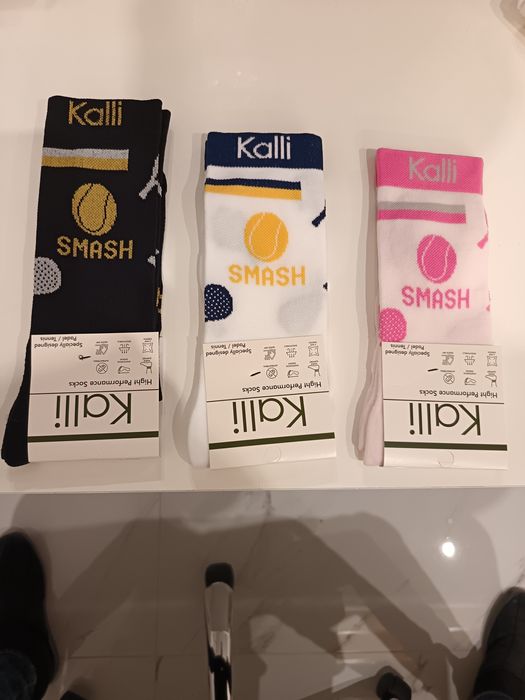 Kalli
SMASH
Kalli
Hight Performance Socks
Specially designed
Padel / Tennis
Kalli
SMASH
Kalli
Hight Performance Socks
Specially designed
Padel / Tennis
Kalli
SMASH
Kalli
Hight Performance Socks
Specially designed
Padel / Tennis